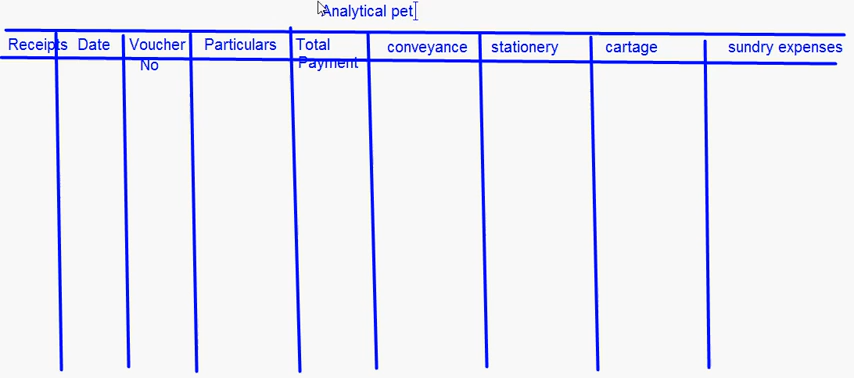 Analytical pet
Receipts Date Voucher No Particulars Total Payment conveyance stationery cartage sundry expenses